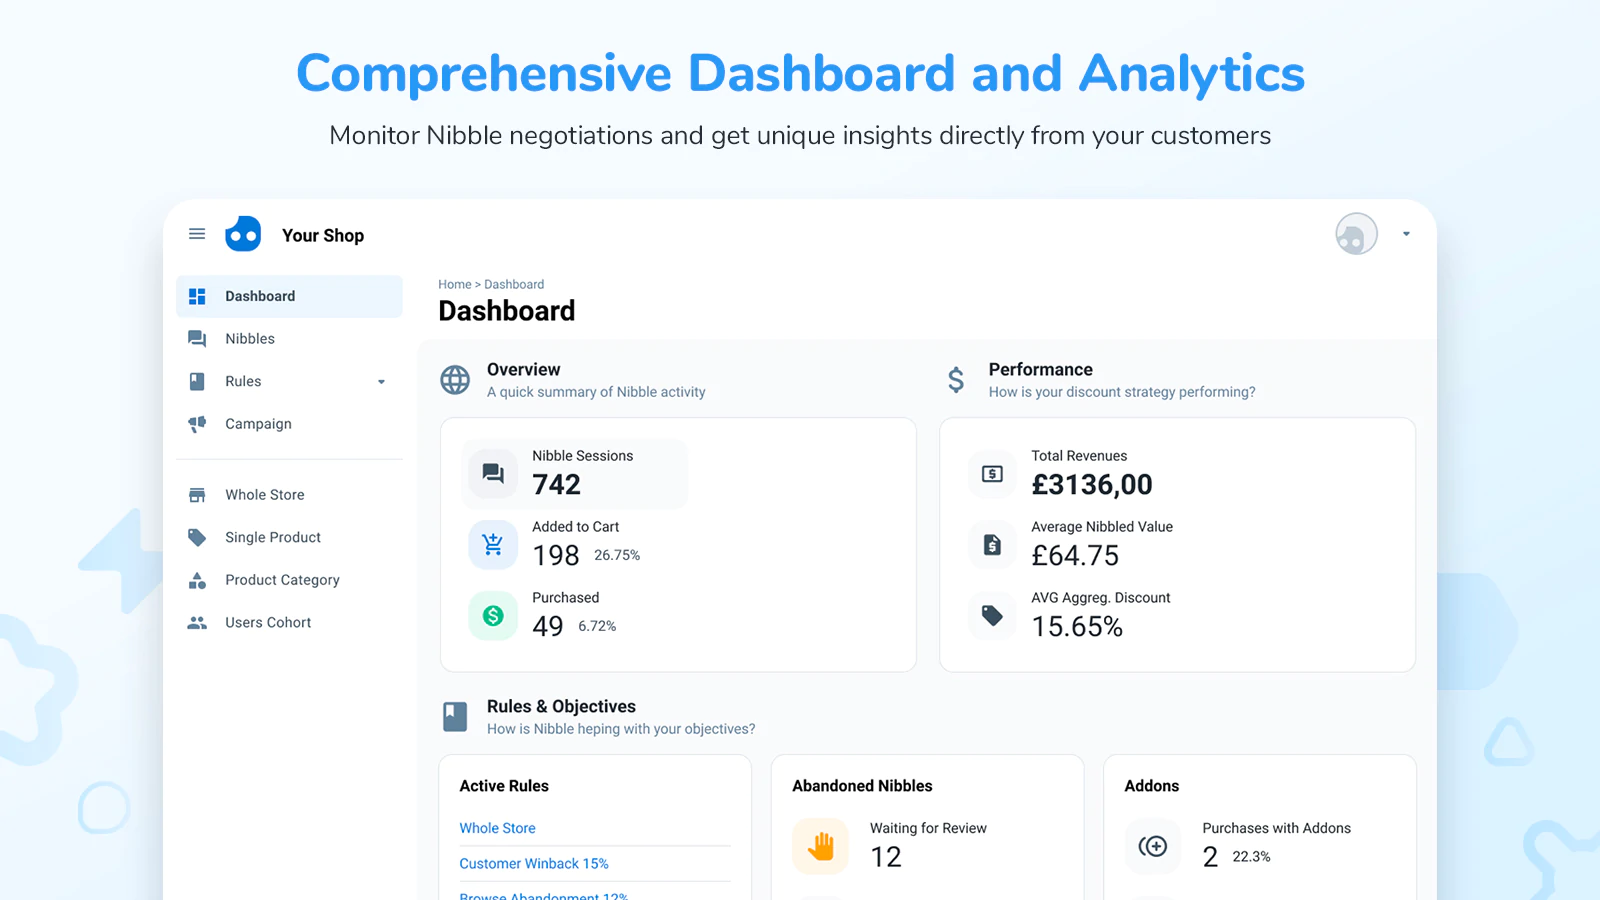 Comprehensive Dashboard and Analytics
Monitor Nibble negotiations and get unique insights directly from your customers
Your Shop
Dashboard
Nibbles
Rules
Campaign
Whole Store
Single Product
Product Category
Users Cohort
Home > Dashboard
Dashboard
Overview
A quick summary of Nibble activity
Nibble Sessions
742
Added to Cart
198 26.75%
Purchased
49 6.72%
Performance
How is your discount strategy performing?
Total Revenues
£3136,00
Average Nibbled Value
£64.75
AVG Aggreg. Discount
15.65%
Rules & Objectives
How is Nibble heping with your objectives?
Active Rules
Whole Store
Customer Winback 15%
Browse Abandonment 12%
Abandoned Nibbles
Waiting for Review
12
Addons
Purchases with Addons
2 22.3%